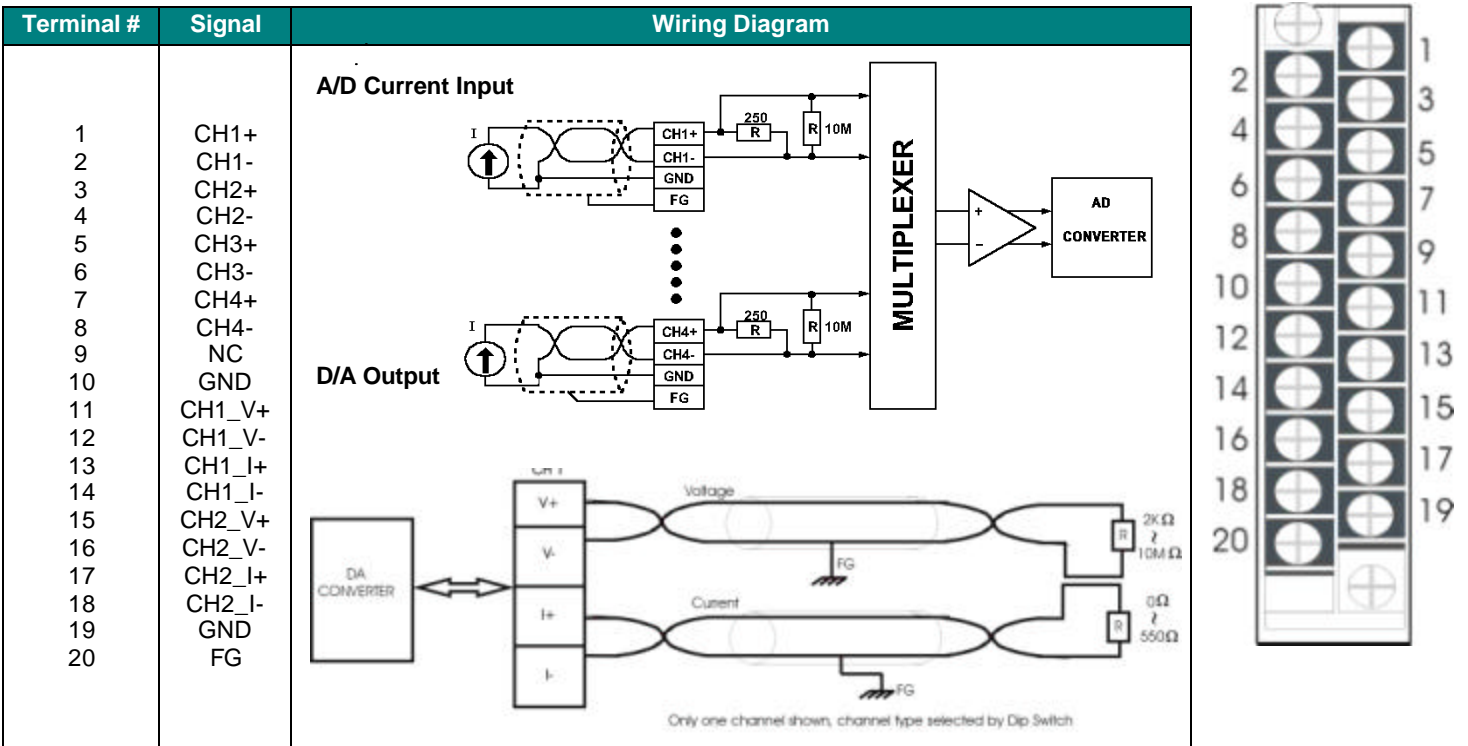 Terminal # Signal Wiring Diagram
1 CH1+
2 CH1-
3 CH2+
4 CH2-
5 CH3+
6 CH3-
7 CH4+
8 CH4-
9 NC
10 GND
11 CH1_V+
12 CH1_V-
13 CH1_I+
14 CH1_I-
15 CH2_V+
16 CH2_V-
17 CH2_I+
18 CH2_I-
19 GND
20 FG
A/D Current Input
I
CH1+
CH1-
GND
FG
250
R
R 10M
MULTIPLEXER
+
-
AD
CONVERTER
I
CH4+
CH4-
GND
FG
250
R
R 10M
D/A Output
CH 1
DA
CONVERTER
V+
V-
I+
I-
Voltage
FG
R
2KΩ
~
10MΩ
Current
FG
R
0Ω
~
550Ω
Only one channel shown, channel type selected by Dip Switch
1
2
3
4
5
6
7
8
9
10
11
12
13
14
15
16
17
18
19
20